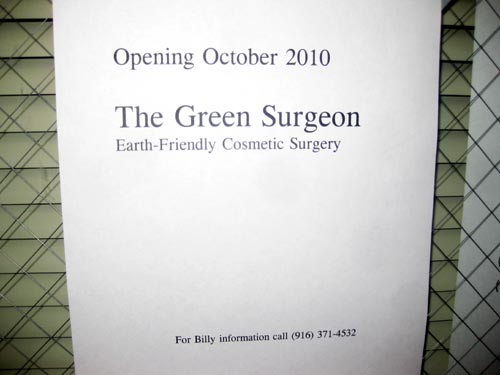 Opening October 2010
The Green Surgeon
Earth-Friendly Cosmetic Surgery
For Billy information call (916) 371-4532